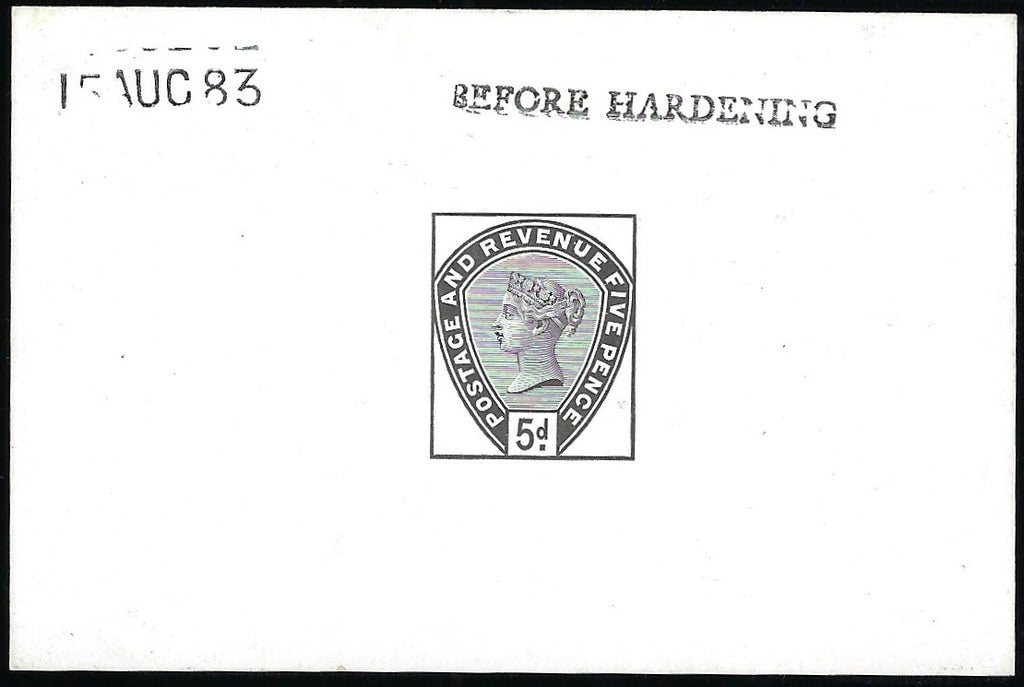 15 AUG 83
BEFORE HARDENING
POSTAGE AND REVENUE FIVE PENCE
5d.